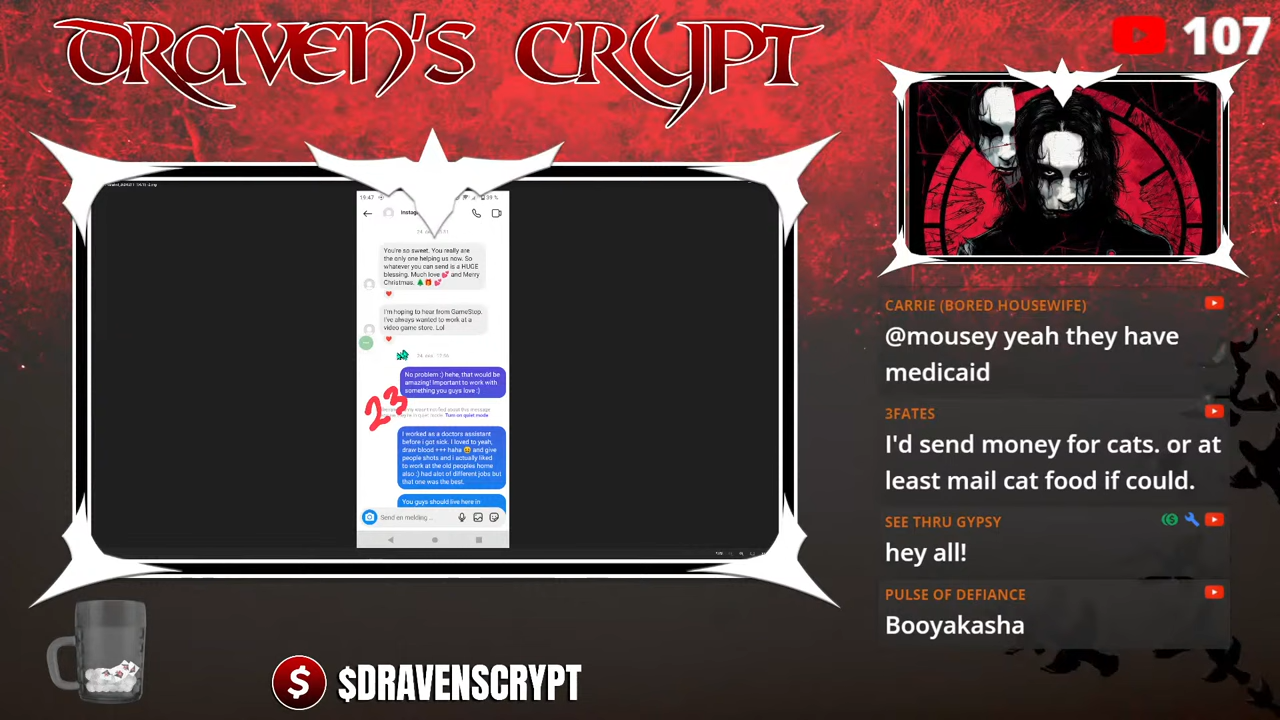 DRAVEN'S CRYPT
107
19:47
39 %
You're so sweet. You really are
the only one helping us now. So
whatever you can send is a HUGE
blessing. Much love 💕 and Merry
Christmas. 🎄🎁 💕
I'm hoping to hear from GameStop.
I've always wanted to work at a
video game store. Lol
No problem :) hehe, that would be
amazing! Important to work with
something you guys love :)
23
Turn on quiet mode
I worked as a doctors assistant
before i got sick. I loved to yeah,
draw blood +++ haha 😄 and give
people shots and i actually liked
to work at the old peoples home
also :) had alot of different jobs but
that one was the best.
You guys should live here in
Send en melding ...
CARRIE (BORED HOUSEWIFE)
@mousey yeah they have
medicaid
3FATES
I'd send money for cats. or at
least mail cat food if could.
SEE THRU GYPSY
hey all!
PULSE OF DEFIANCE
Booyakasha
$ $DRAVENSCRYPT